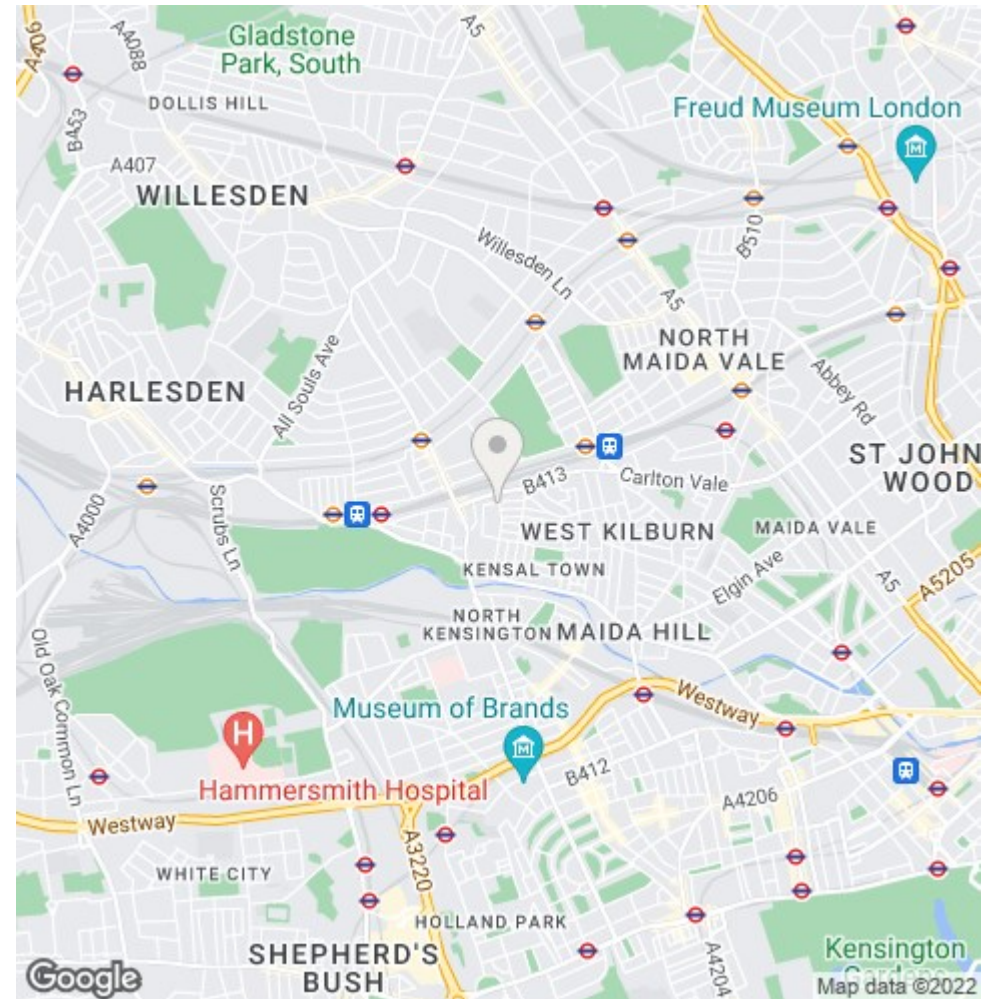 A5
A406
A4088
Gladstone
Park, South
DOLLIS HILL
B453
Freud Museum London
A407
WILLESDEN
Willesden Ln
B510
A5
NORTH
MAIDA VALE
All Souls Ave
HARLESDEN
Abbey Rd
ST JOHN
WOOD
B413
Carlton Vale
A4000
Scrubs Ln
WEST KILBURN
MAIDA VALE
KENSAL TOWN
Elgin Ave
A5
A5205
NORTH
KENSINGTON
MAIDA HILL
Old Oak Common Ln
Museum of Brands
Westway
H
Hammersmith Hospital
B412
A4206
Westway
A3220
WHITE CITY
HOLLAND PARK
SHEPHERD'S
BUSH
A4204
Kensington
Gardens
Google
Map data ©2022